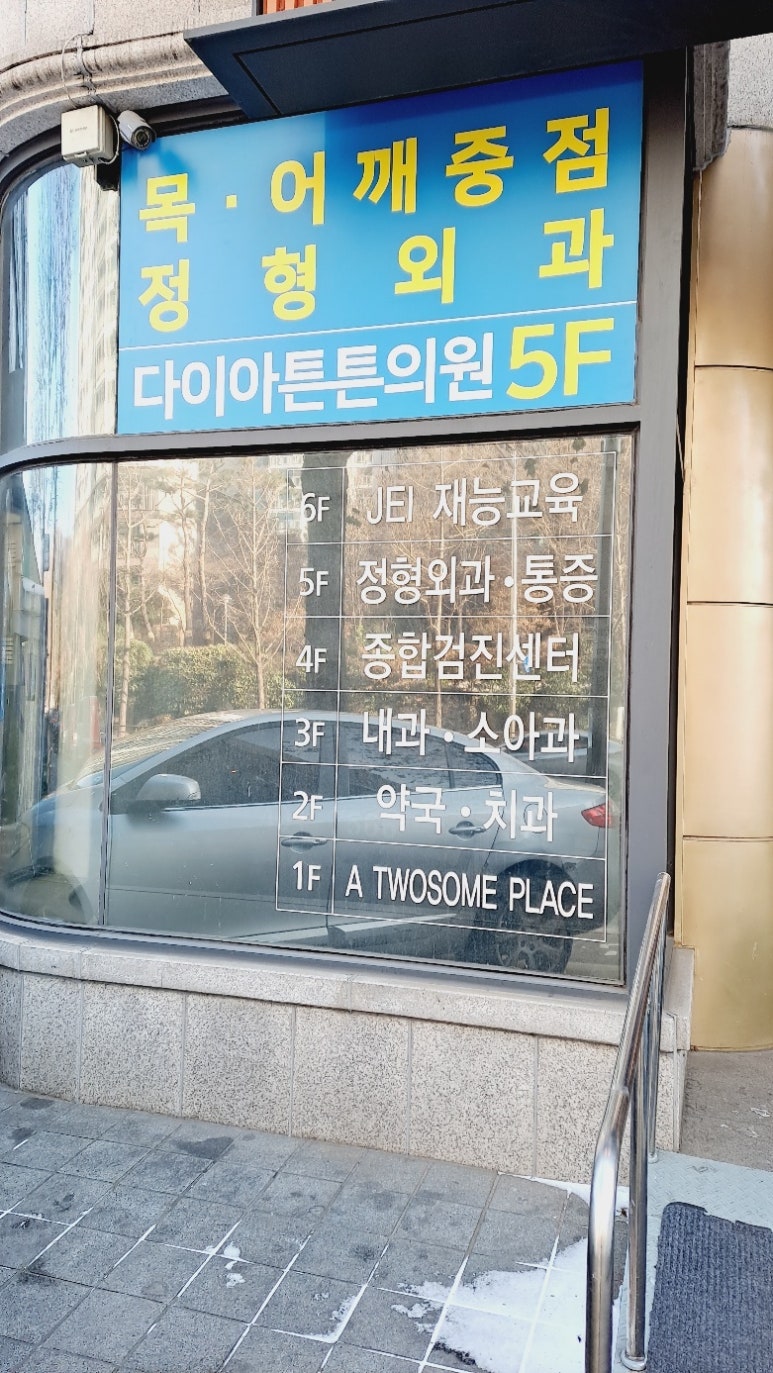 목·어깨중점
정형외과
다이아튼튼의원 5F
6F JEI 재능교육
5F 정형외과·통증
4F 종합검진센터
3F 내과·소아과
2F 약국·치과
1F A TWOSOME PLACE